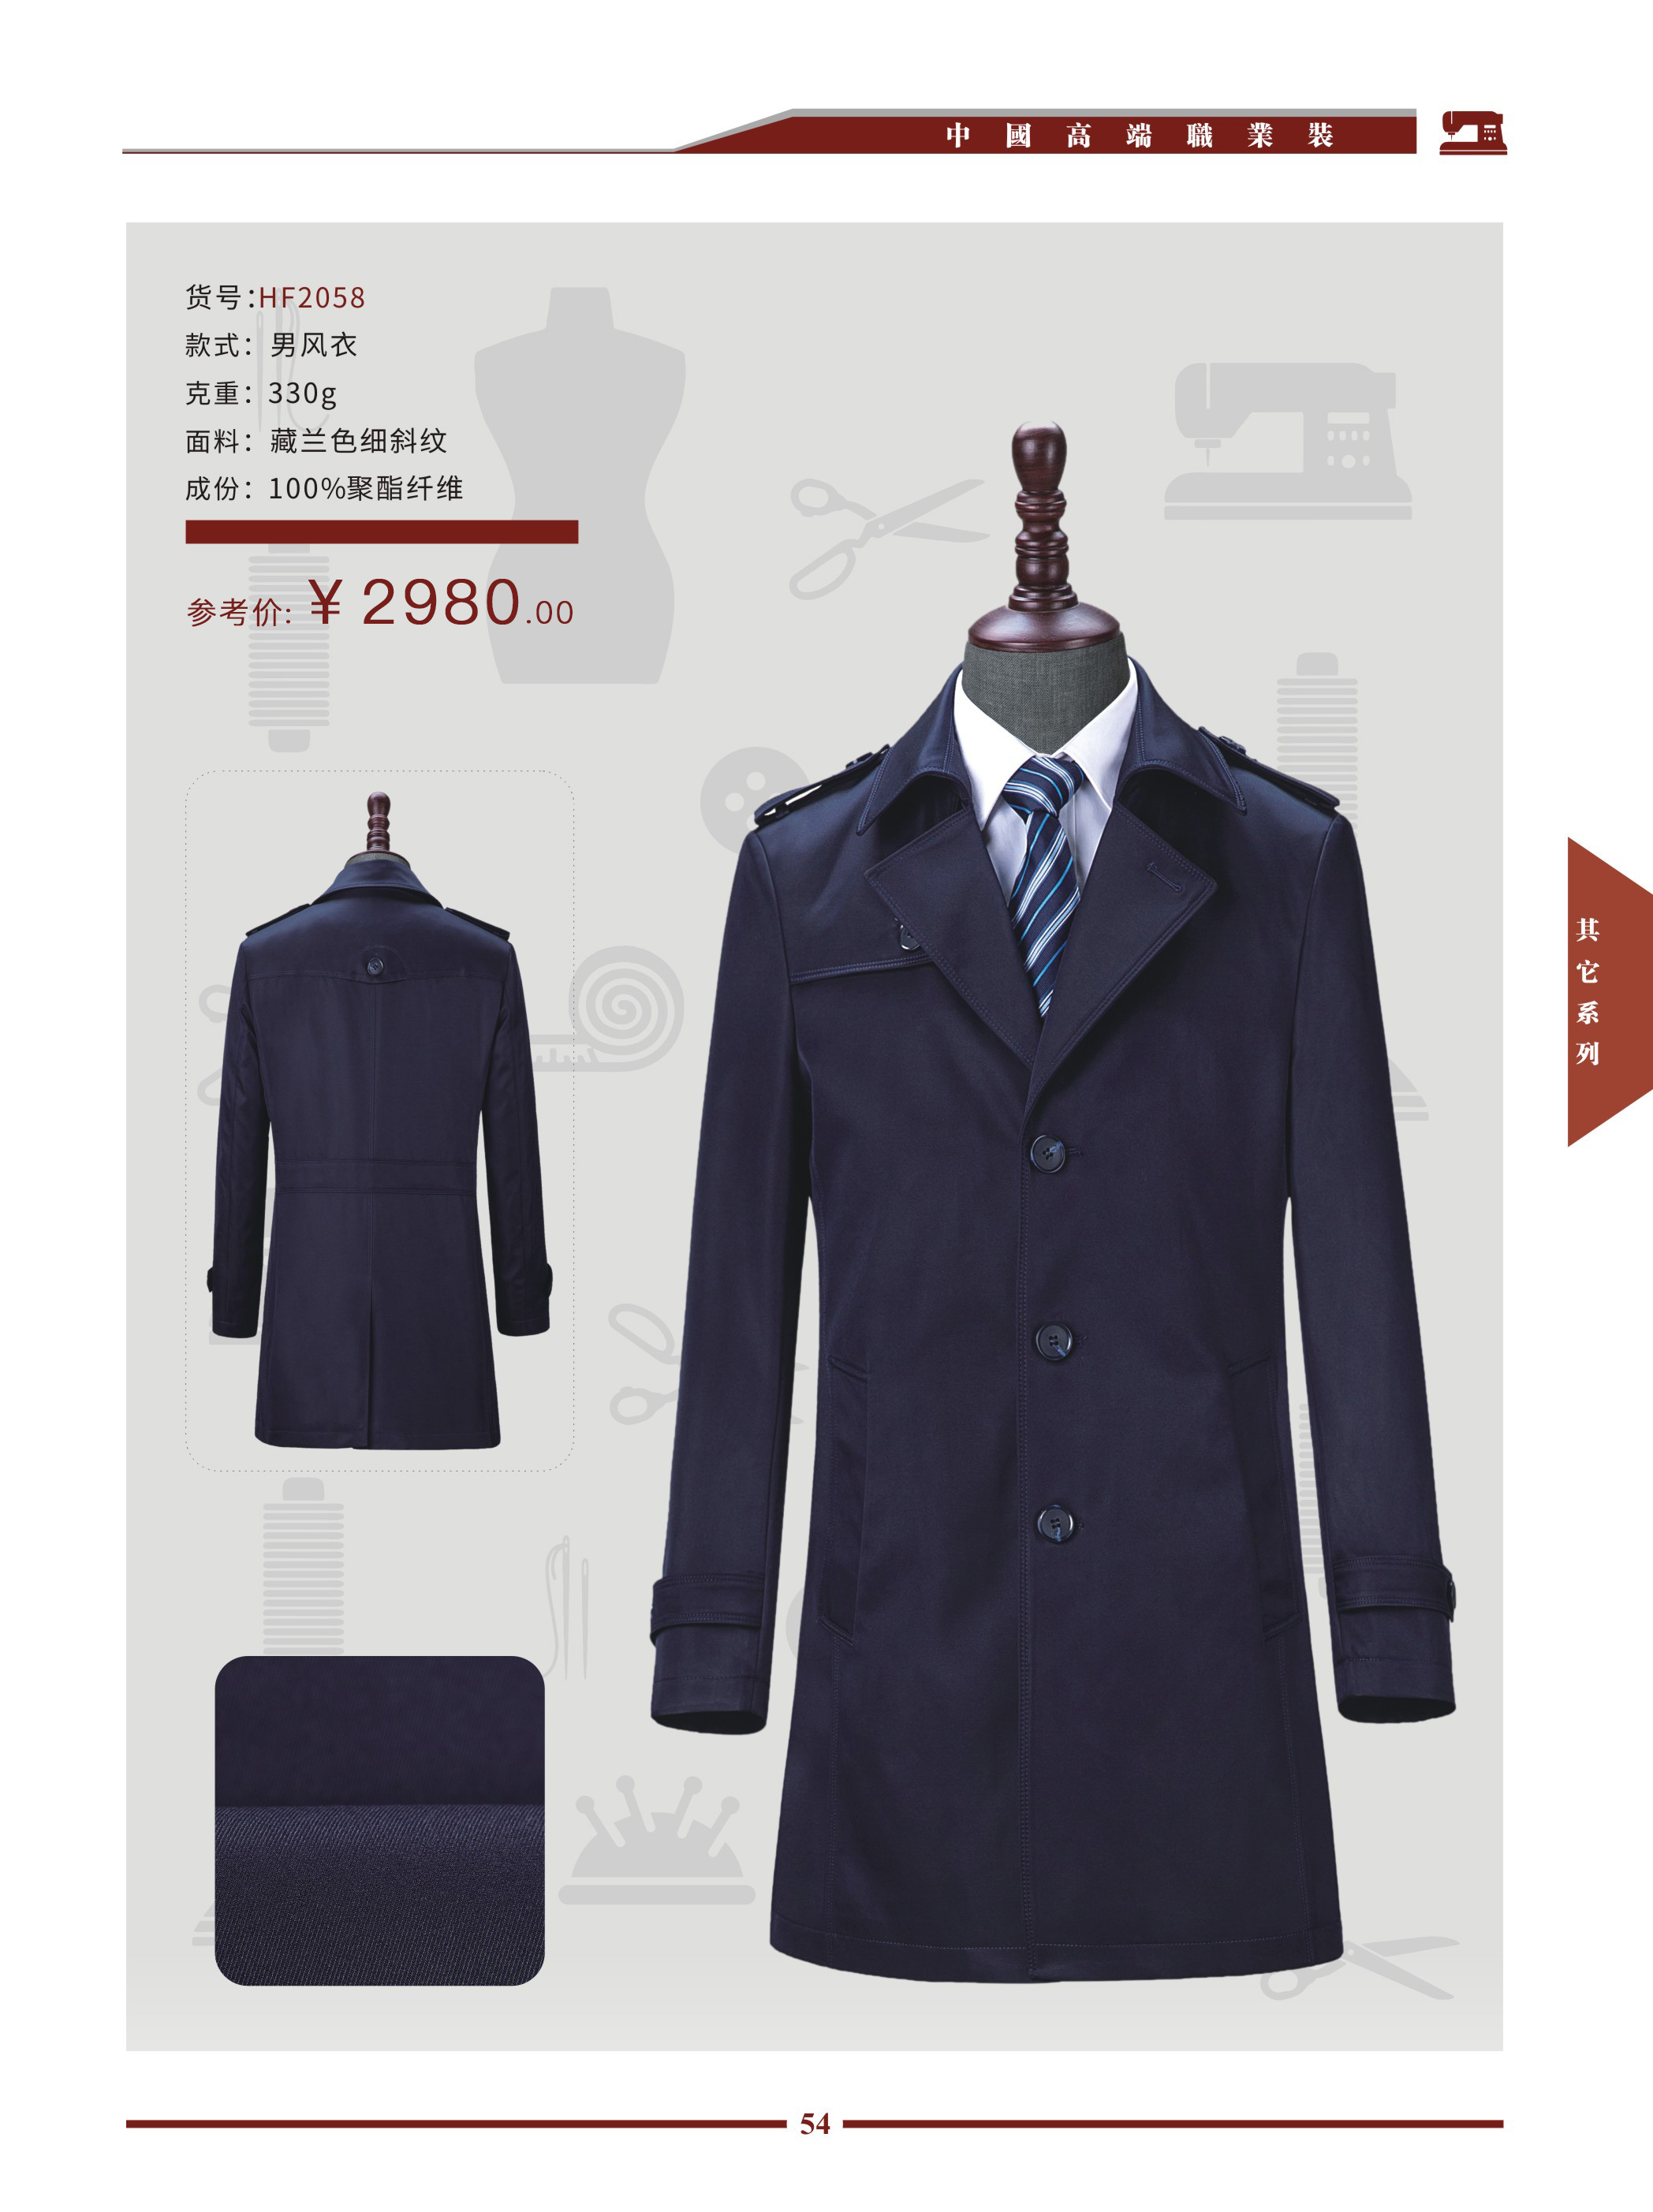 中國高端職業裝
货号:HF2058
款式：男风衣
克重：330g
面料：藏兰色细斜纹
成份：100%聚酯纤维
参考价: ¥ 2980.00
其它系列
54